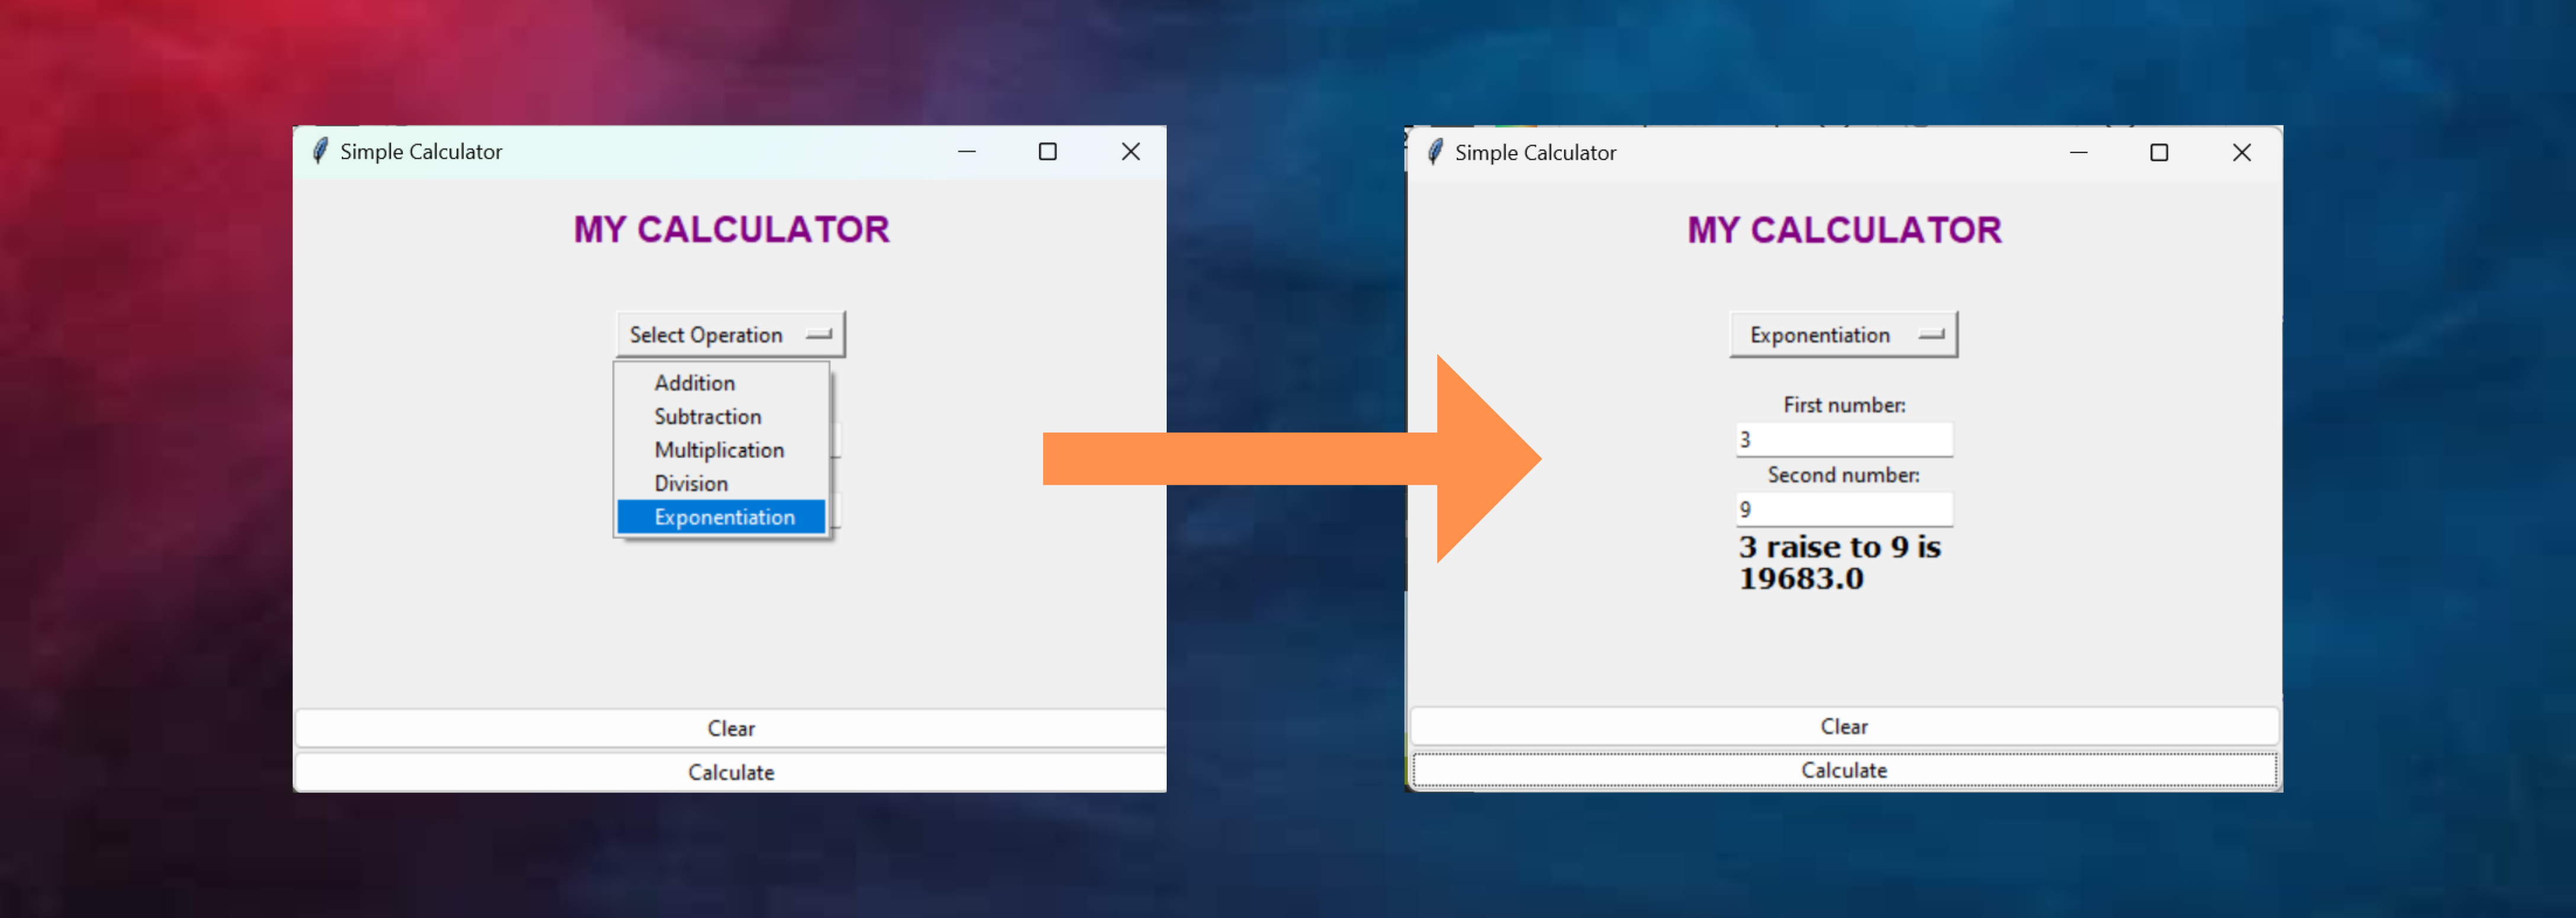 Simple Calculator
MY CALCULATOR
Select Operation
Addition
Subtraction
Multiplication
Division
Exponentiation
Clear
Calculate
Simple Calculator
MY CALCULATOR
Exponentiation
First number:
3
Second number:
9
3 raise to 9 is
19683.0
Clear
Calculate